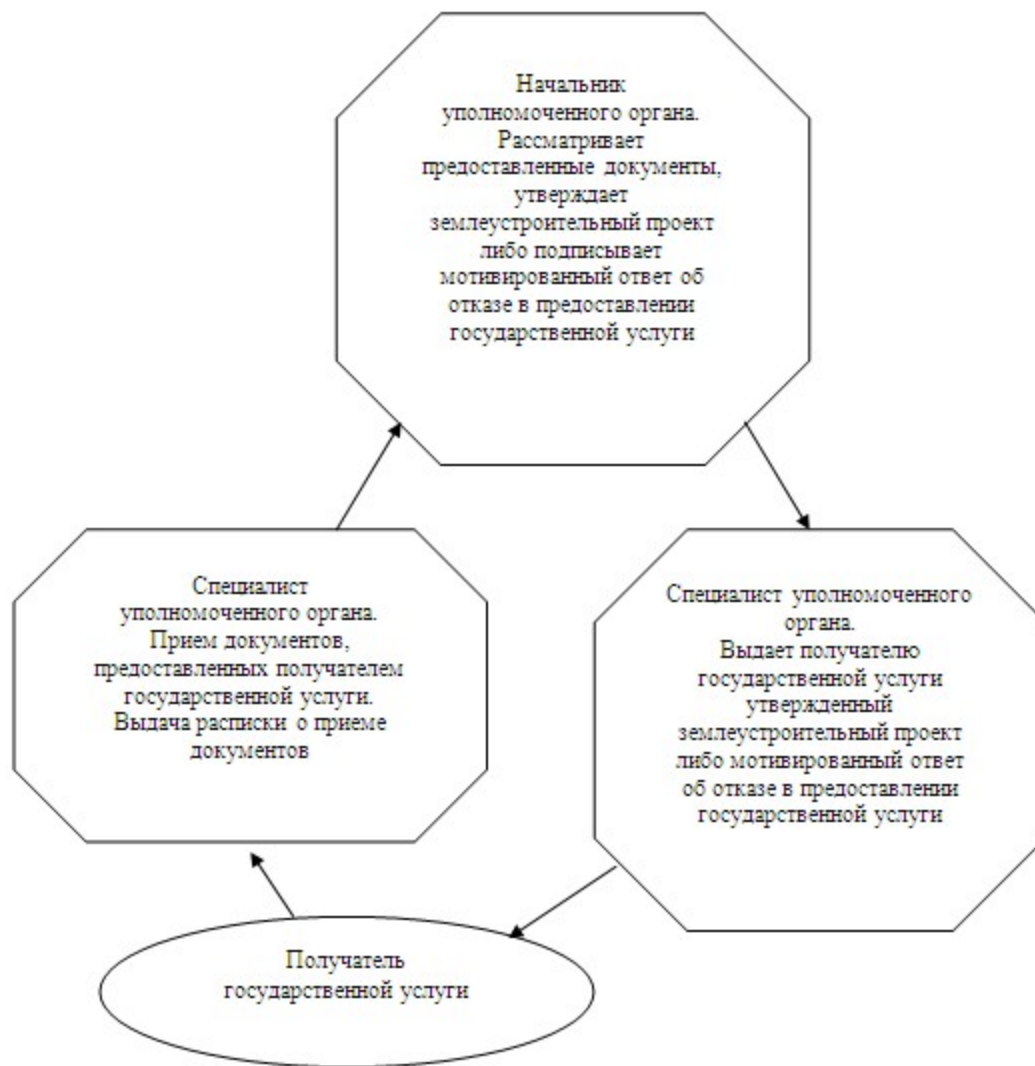 Начальник
уполномоченного органа.
Рассматривает
предоставленные документы,
утверждает
землеустроительный проект
либо подписывает
мотивированный ответ об
отказе в предоставлении
государственной услуги
Специалист
уполномоченного органа.
Прием документов,
предоставленных получателем
государственной услуги.
Выдача расписки о приеме
документов
Специалист уполномоченного
органа.
Выдает получателю
государственной услуги
утвержденный
землеустроительный проект
либо мотивированный ответ
об отказе в предоставлении
государственной услуги
Получатель
государственной услуги